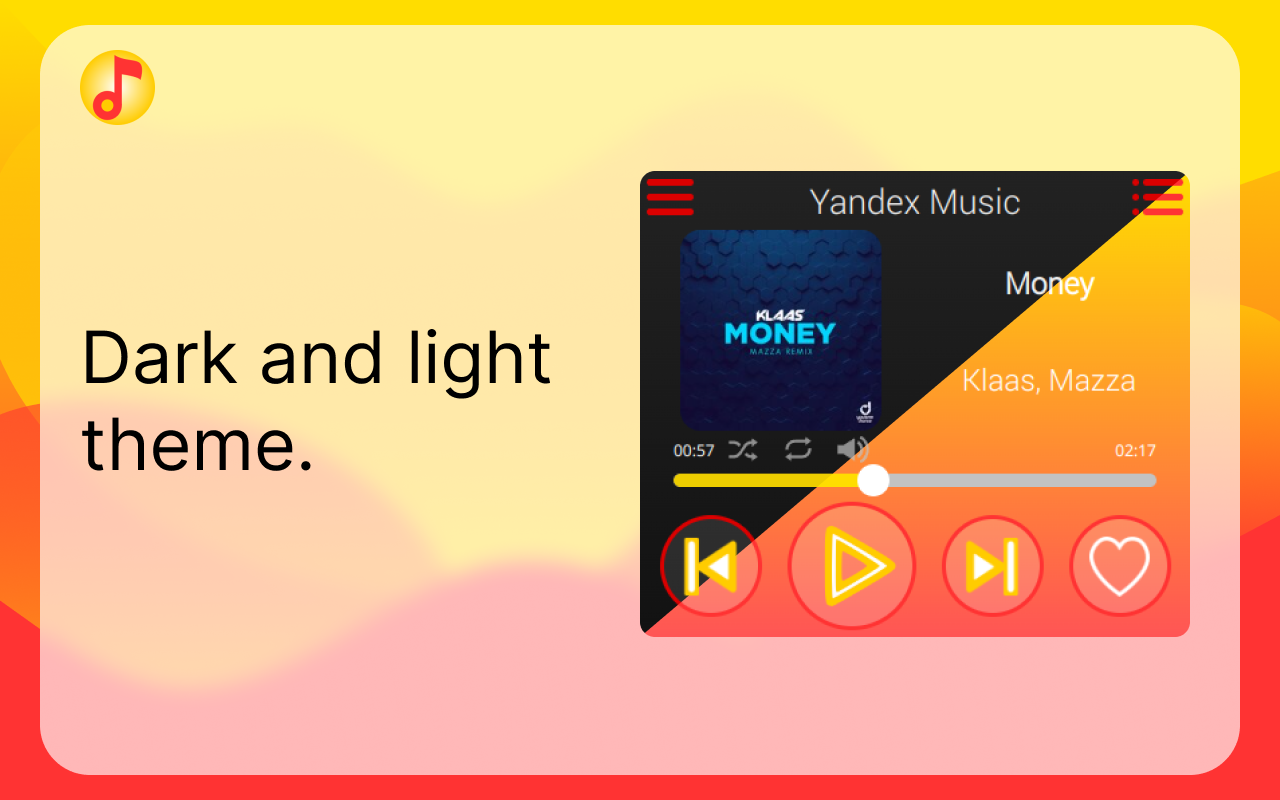 Dark and light
theme.
Yandex Music
Money
Klaas, Mazza
KLAAS
MONEY
MAZZA REMIX
00:57
02:17